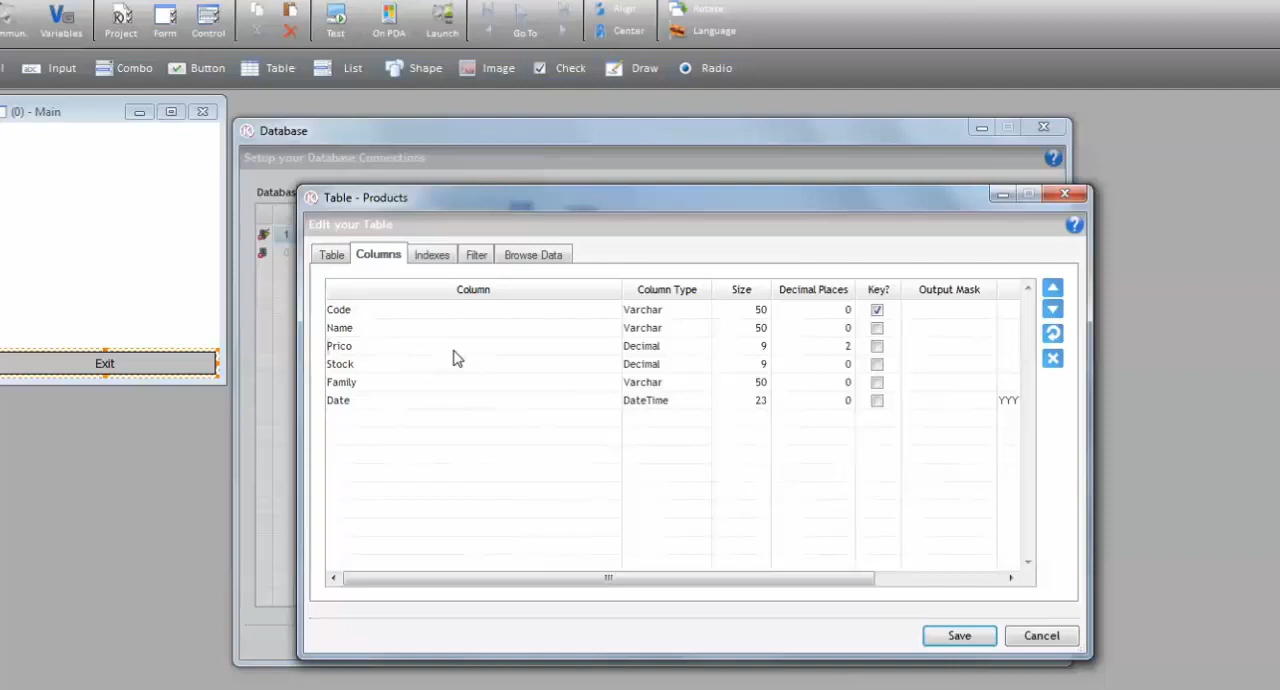 Variables Project Form Control Test On PDA Launch Go To Align Center Rotate Language
Input Combo Button Table List Shape Image Check Draw Radio
(0) - Main
Database
Setup your Database Connections
Table - Products
Edit your Table
Table Columns Indexes Filter Browse Data
Column Column Type Size Decimal Places Key? Output Mask
Code Varchar 50 0
Name Varchar 50 0
Price Decimal 9 2
Stock Decimal 9 0
Family Varchar 50 0
Date DateTime 23 0 YYY
Exit
Save Cancel